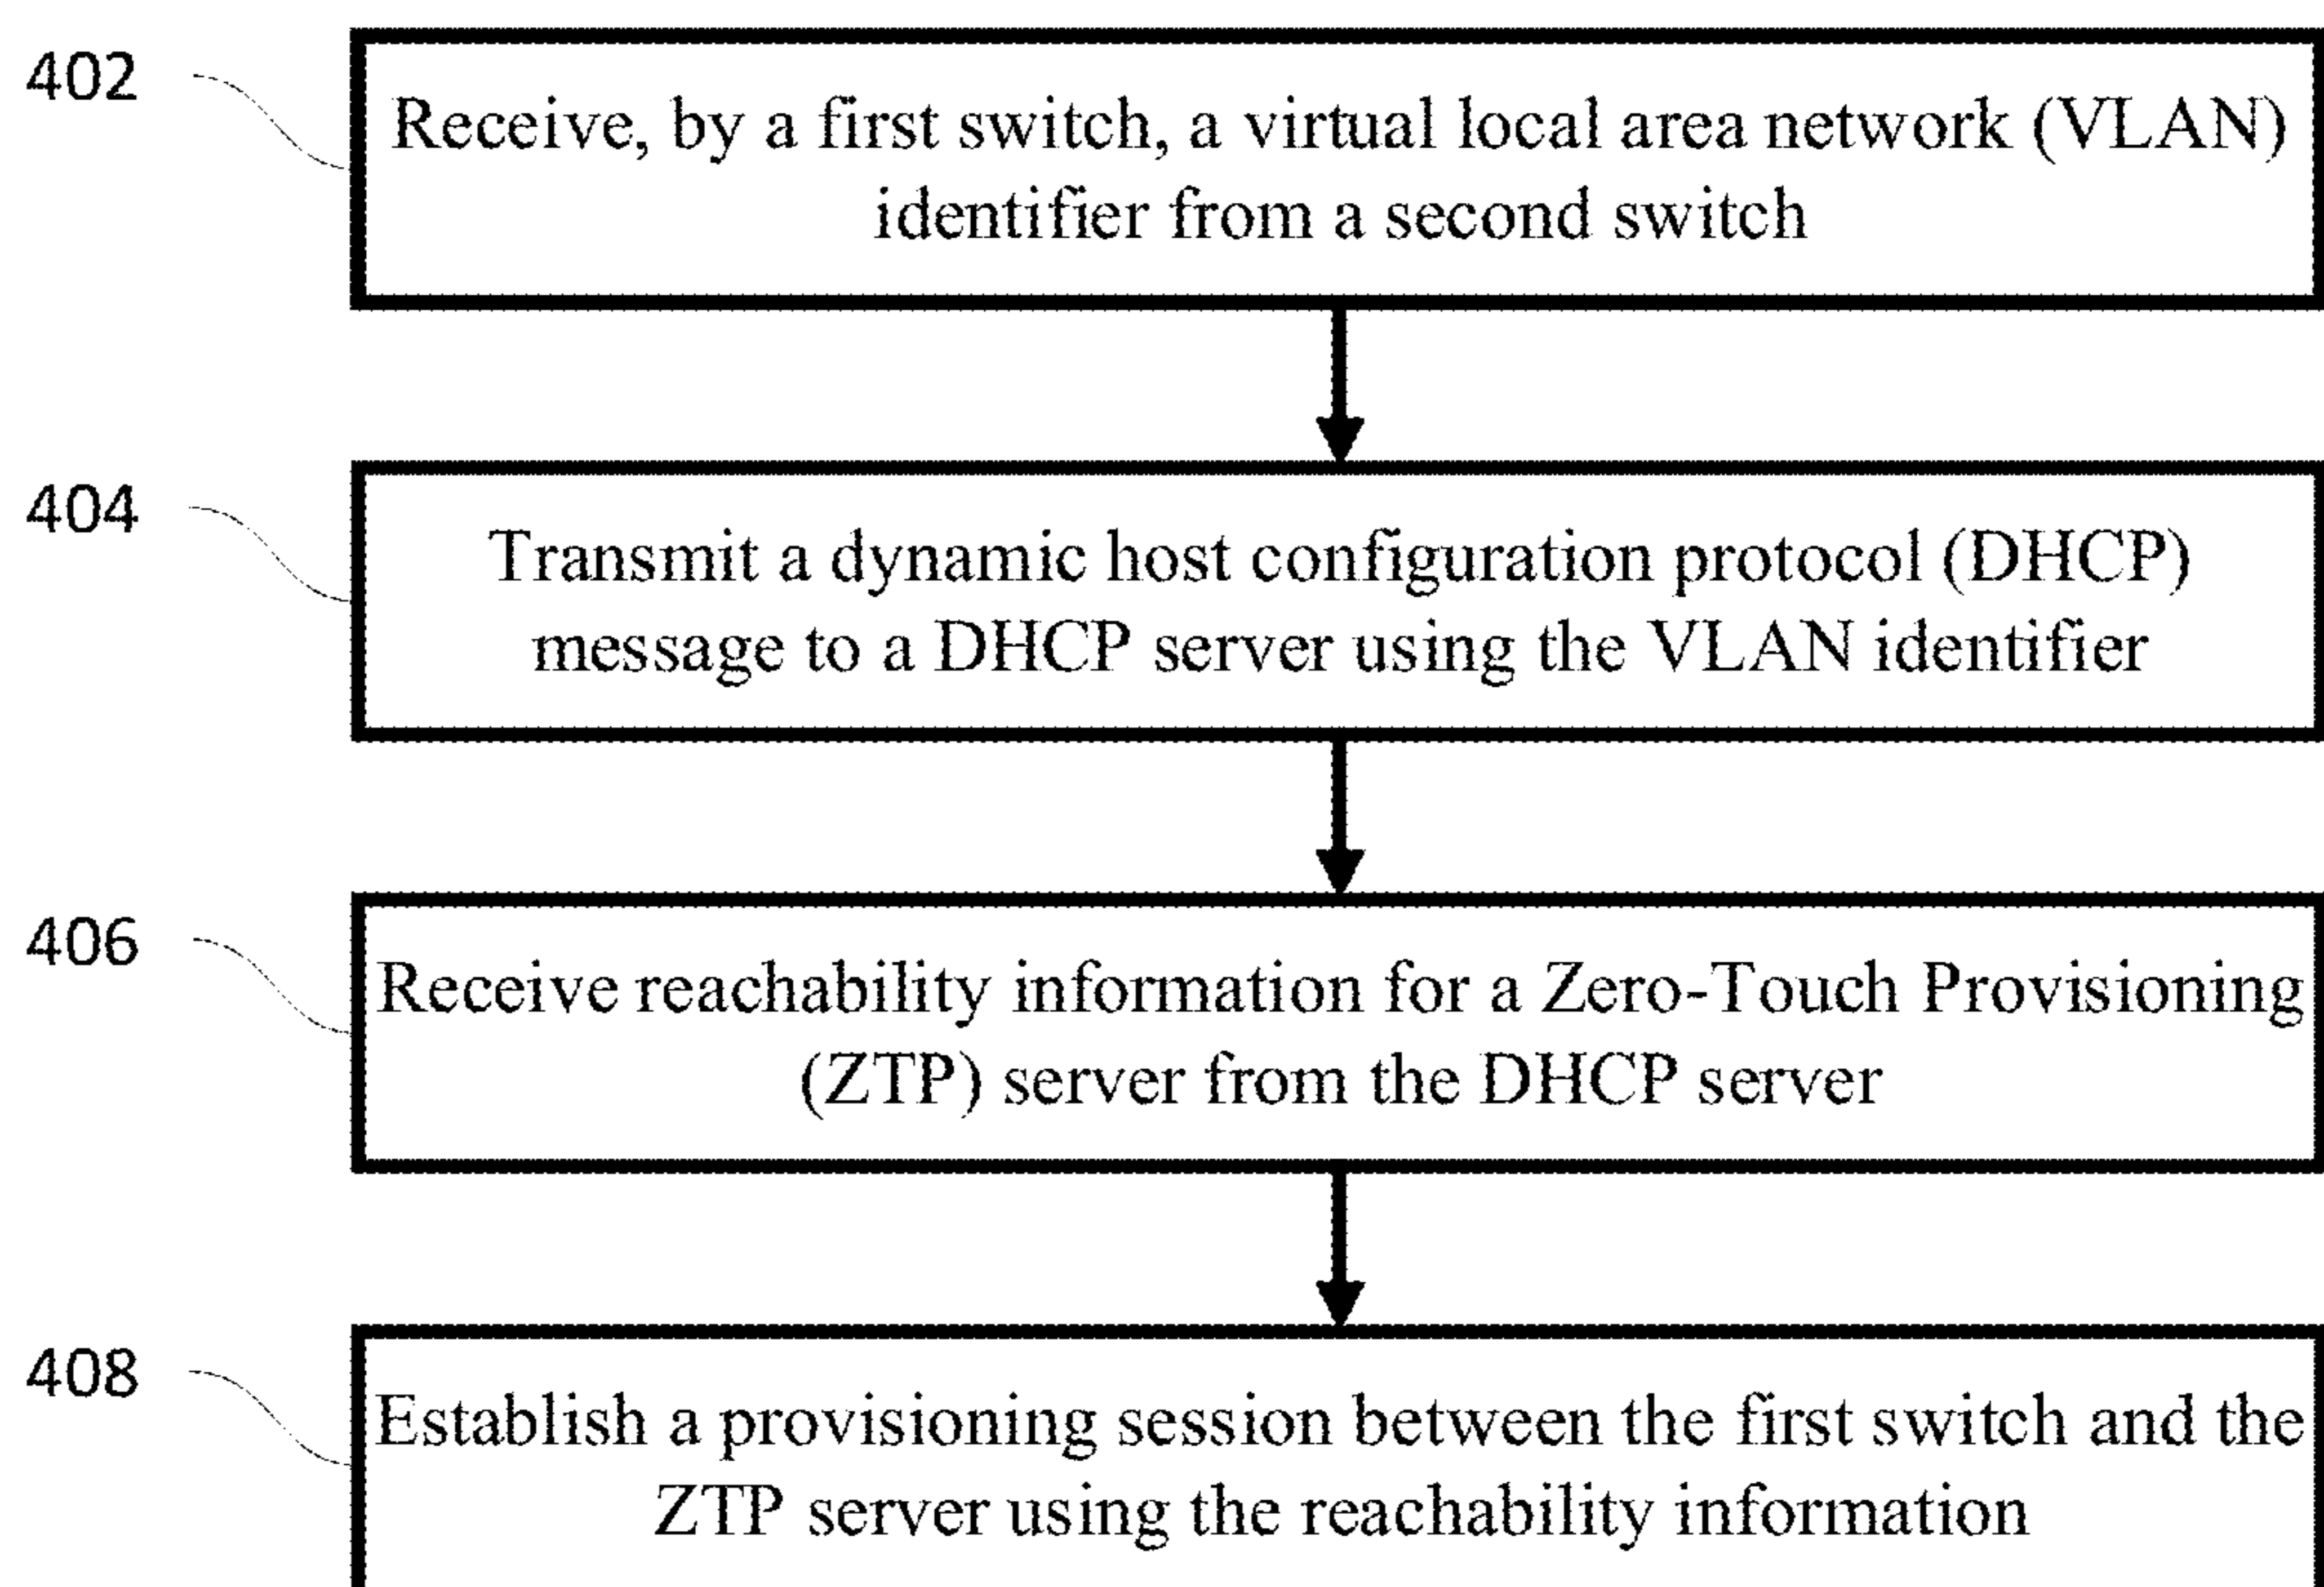 402
Receive, by a first switch, a virtual local area network (VLAN)
identifier from a second switch
404
Transmit a dynamic host configuration protocol (DHCP)
message to a DHCP server using the VLAN identifier
406
Receive reachability information for a Zero-Touch Provisioning
(ZTP) server from the DHCP server
408
Establish a provisioning session between the first switch and the
ZTP server using the reachability information